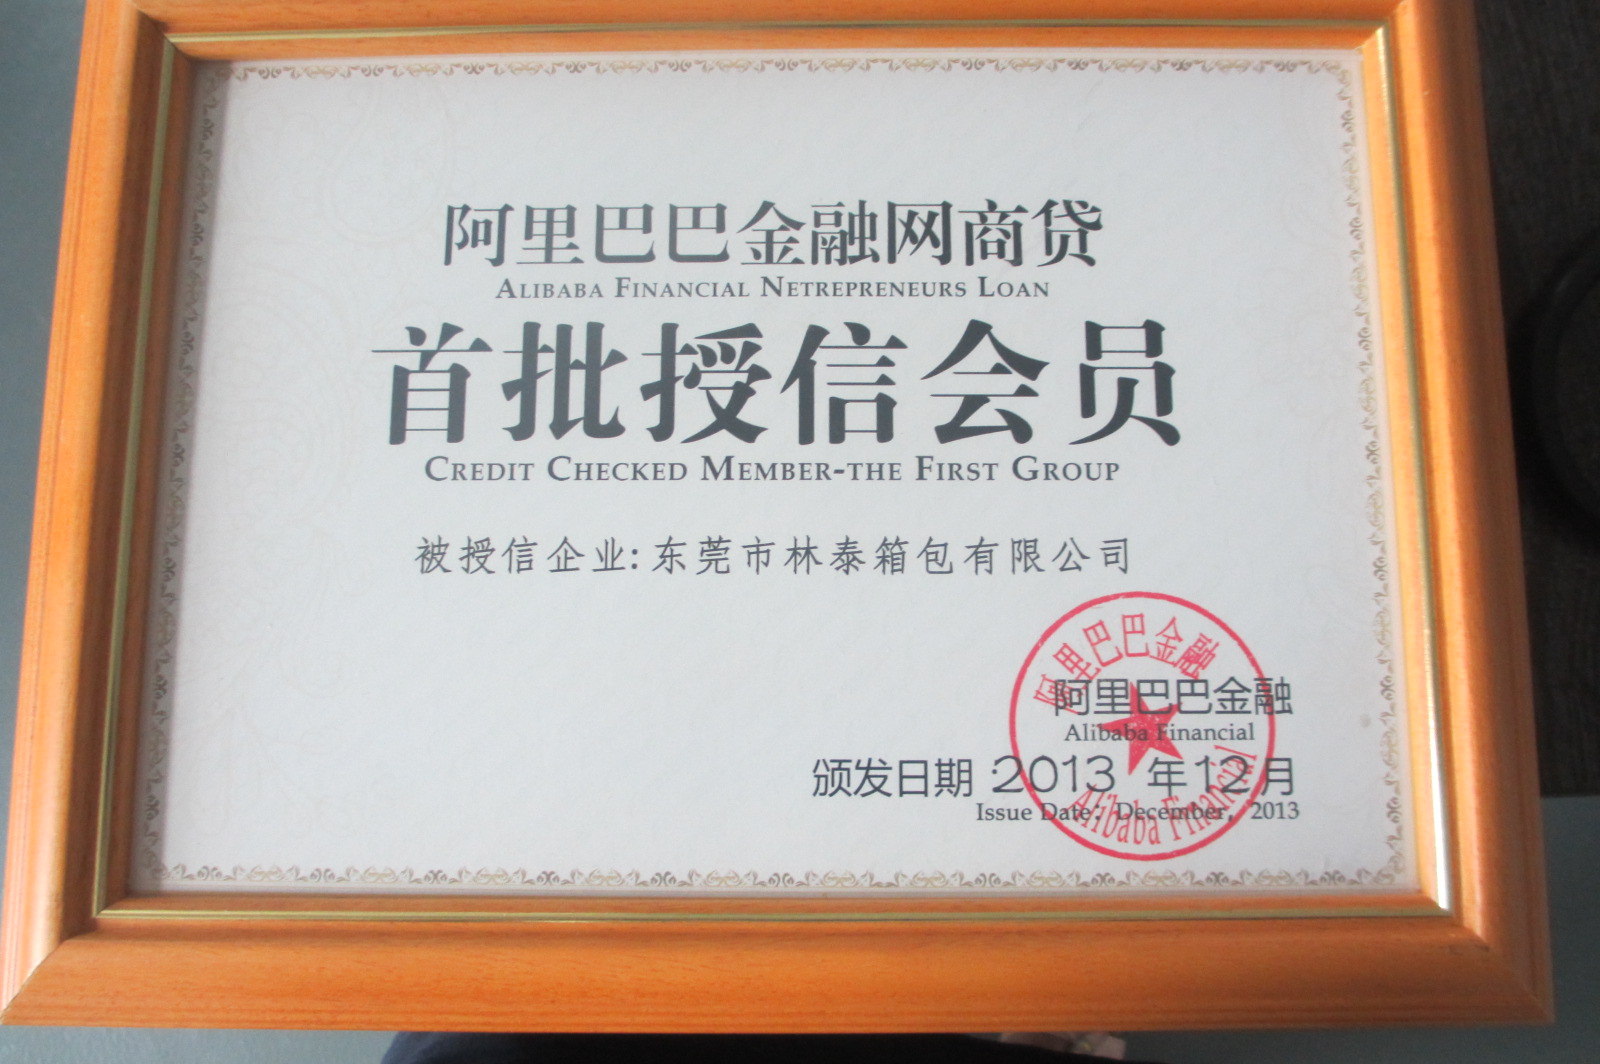 阿里巴巴金融网商贷
ALIBABA FINANCIAL NETREPRENEURS LOAN
首批授信会员
CREDIT CHECKED MEMBER-THE FIRST GROUP
被授信企业:东莞市林泰箱包有限公司
阿里巴巴金融
阿里巴巴金融
Alibaba Financial
颁发日期:2013 年12月
Issue Date: December, 2013
Alibaba Financial